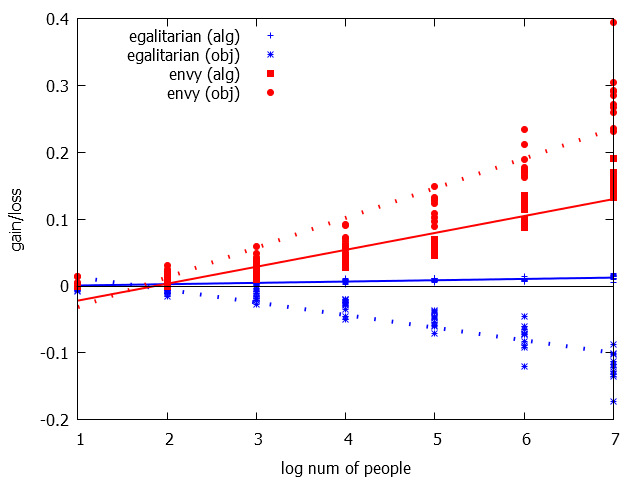 0.4
0.3
0.2
0.1
0
-0.1
-0.2
gain/loss
egalitarian (alg)
egalitarian (obj)
envy (alg)
envy (obj)
1 2 3 4 5 6 7
log num of people